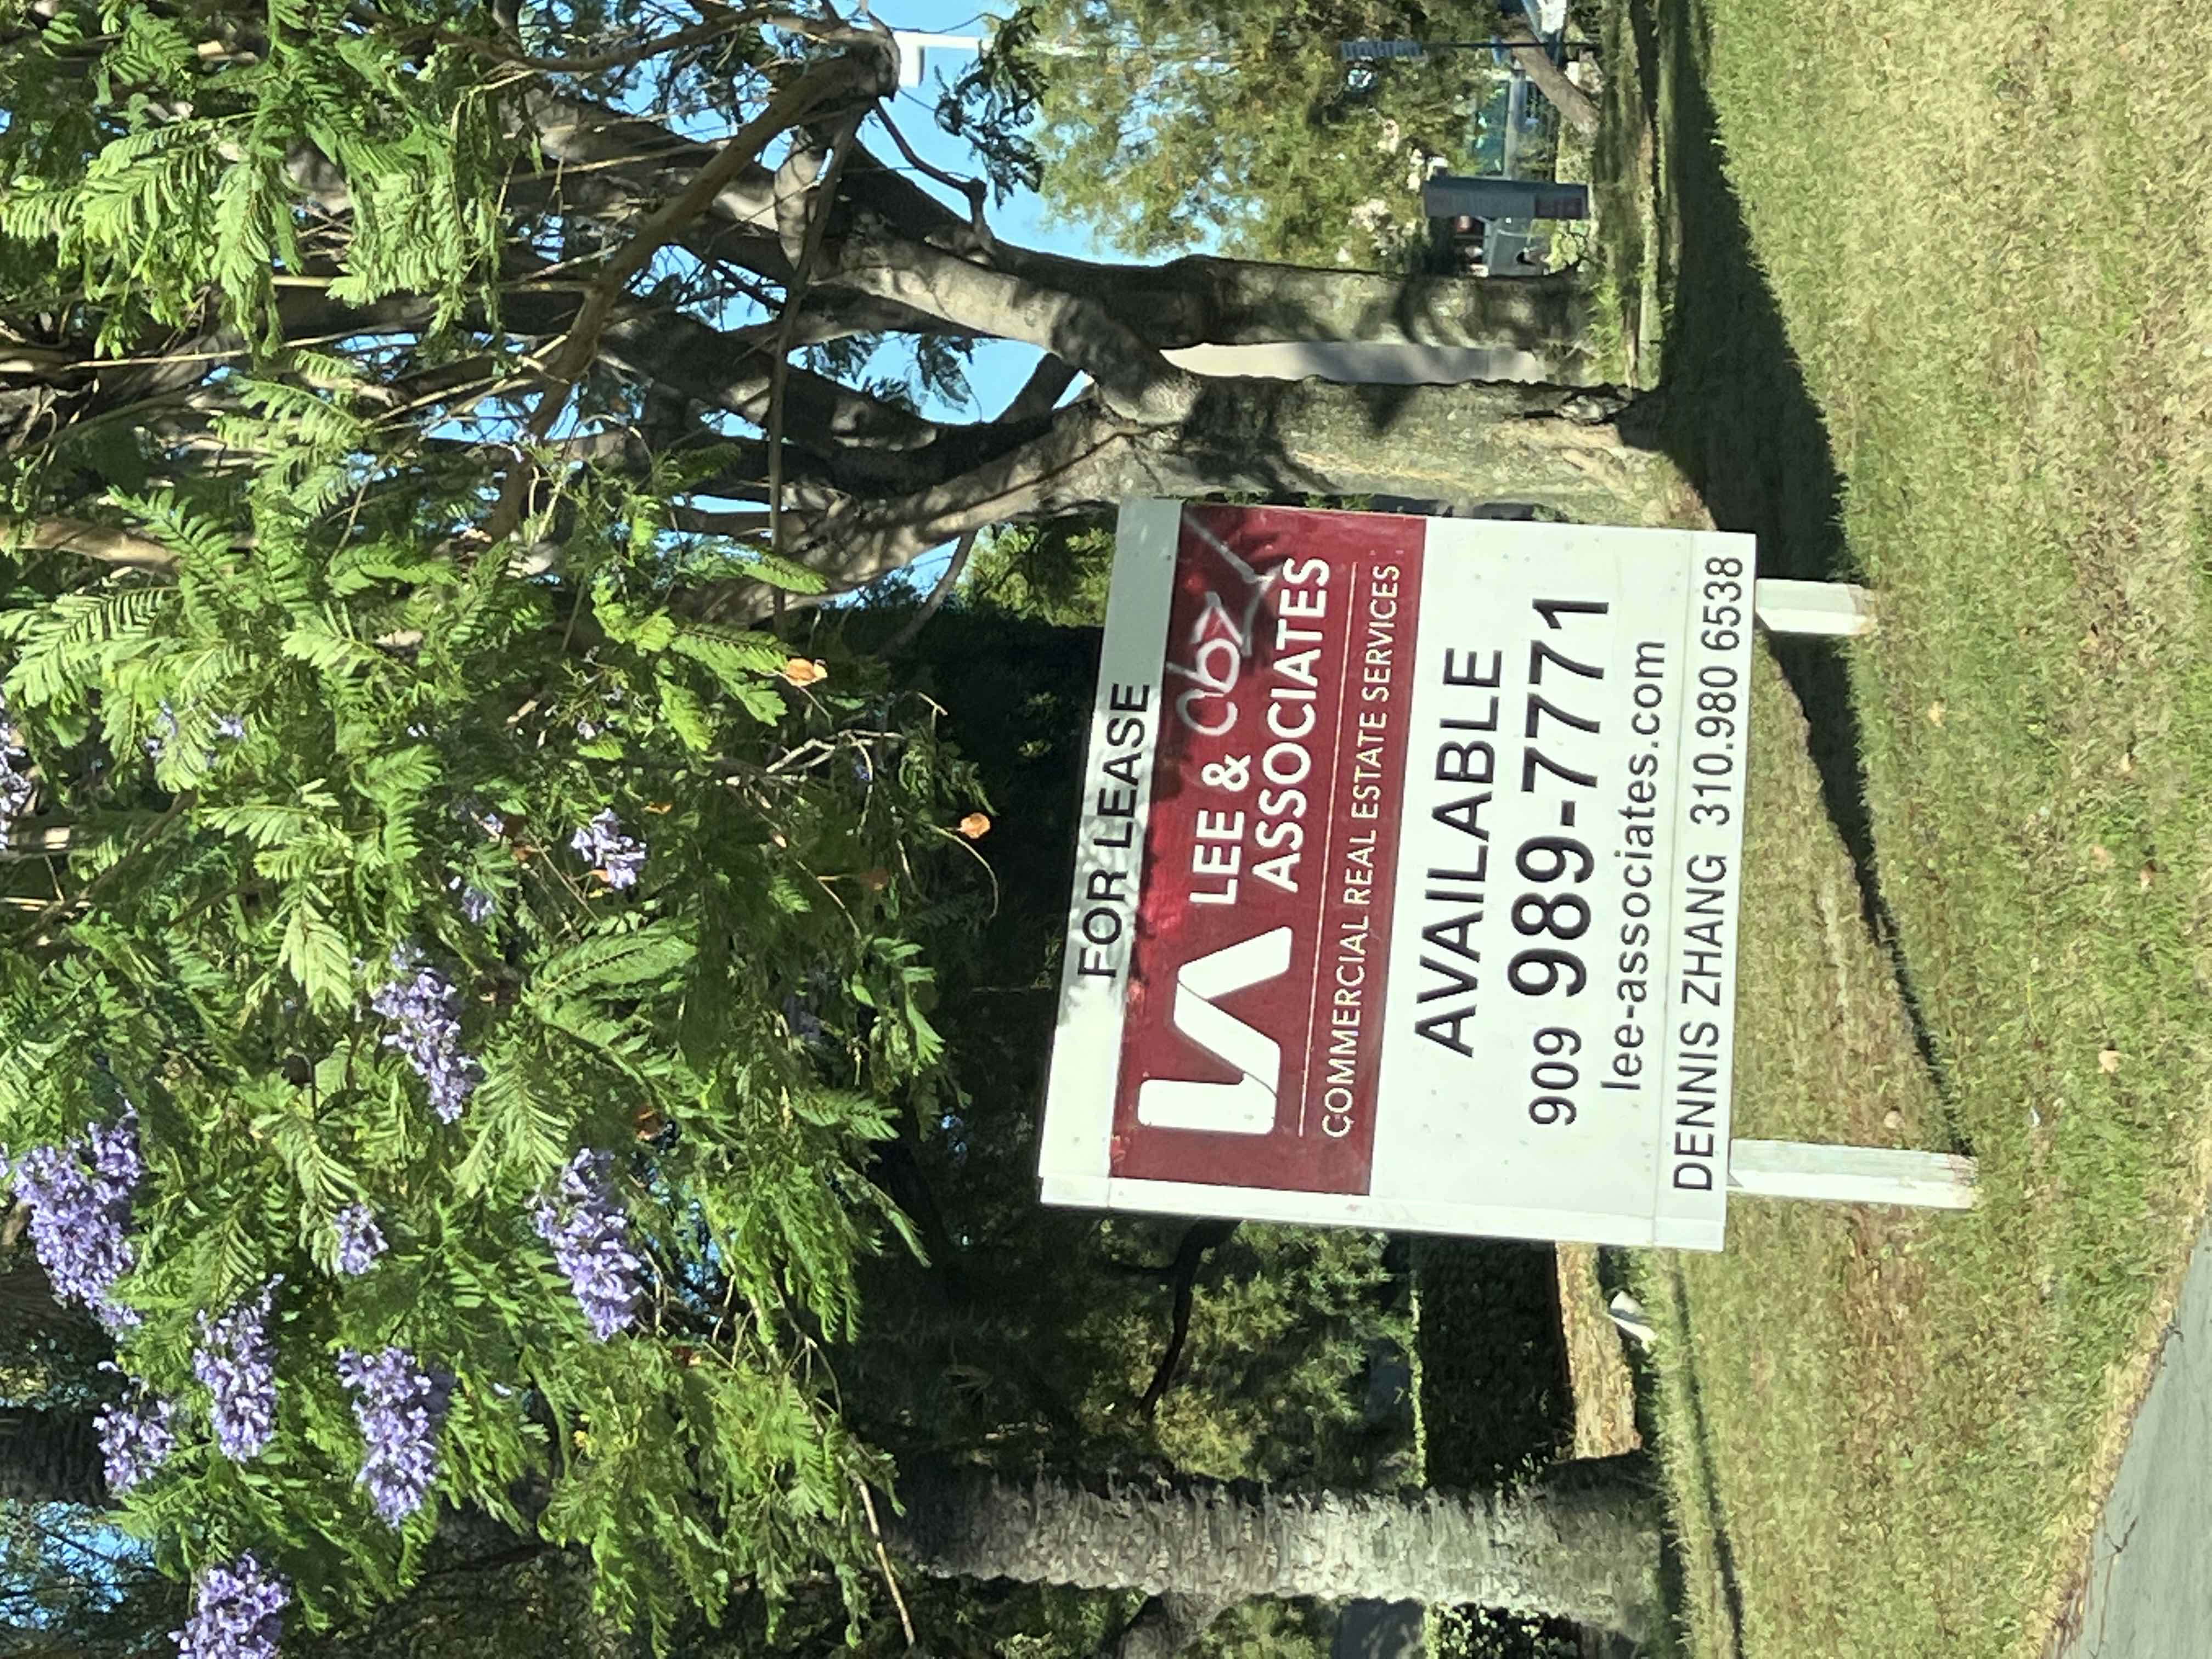 FOR LEASE
LEE &
ASSOCIATES
COMMERCIAL REAL ESTATE SERVICES
AVAILABLE
909 989-7771
lee-associates.com
DENNIS ZHANG 310.980 6538